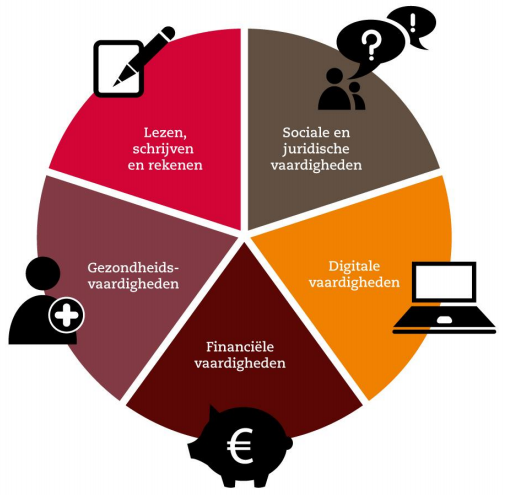 Lezen,
schrijven
en rekenen
Sociale en
juridische
vaardigheden
Gezondheids-
vaardigheden
Digitale
vaardigheden
Financiële
vaardigheden
?
!
€